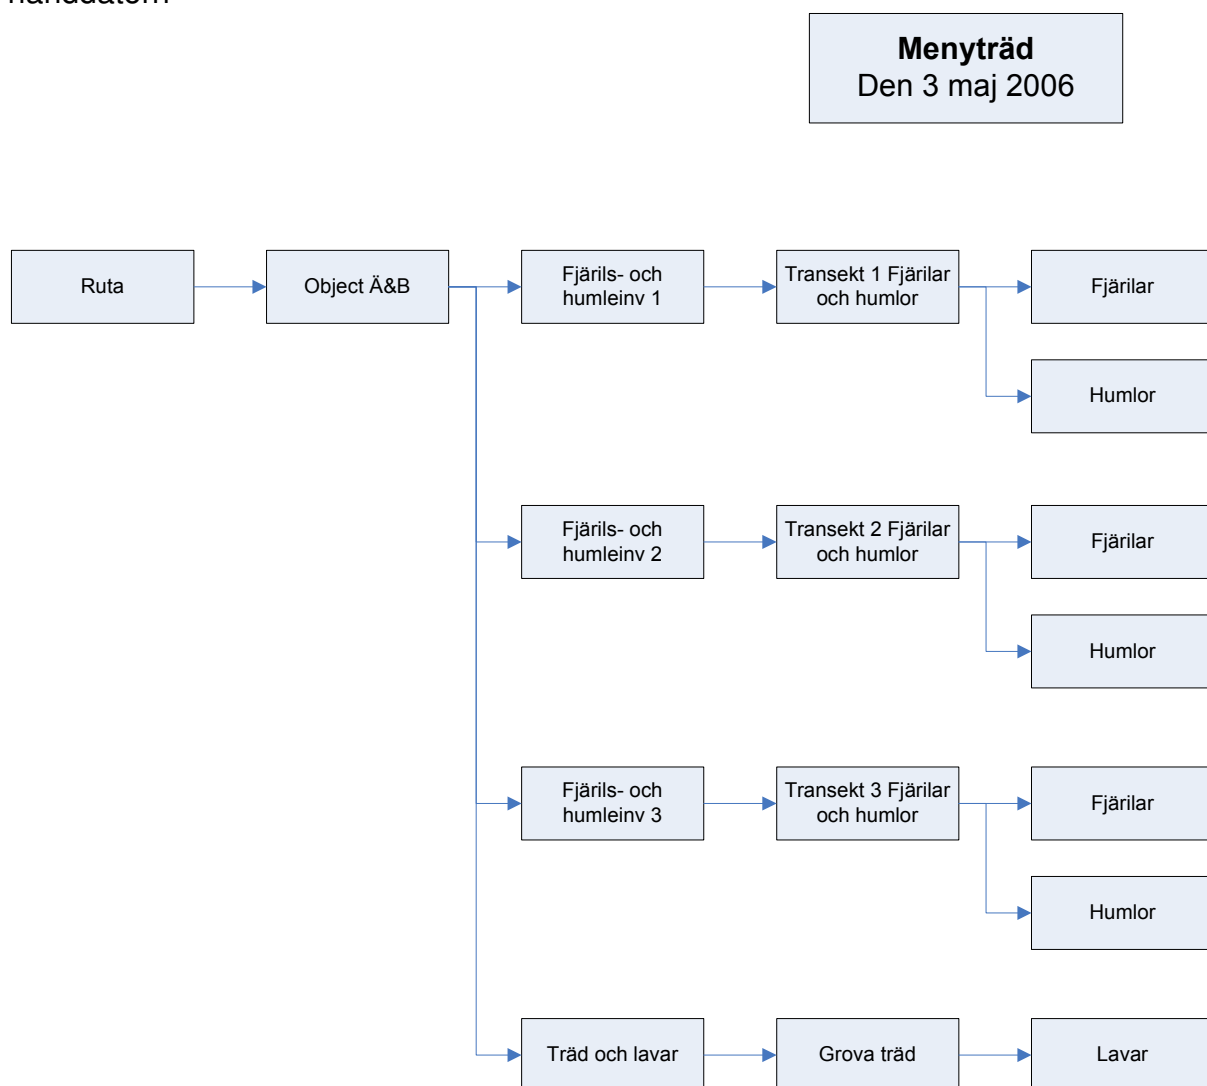 handdatorn
Menyträd
Den 3 maj 2006
Ruta
Object Ä&B
Fjärils- och
humleinv 1
Transekt 1 Fjärilar
och humlor
Fjärilar
Humlor
Fjärils- och
humleinv 2
Transekt 2 Fjärilar
och humlor
Fjärilar
Humlor
Fjärils- och
humleinv 3
Transekt 3 Fjärilar
och humlor
Fjärilar
Humlor
Träd och lavar
Grova träd
Lavar